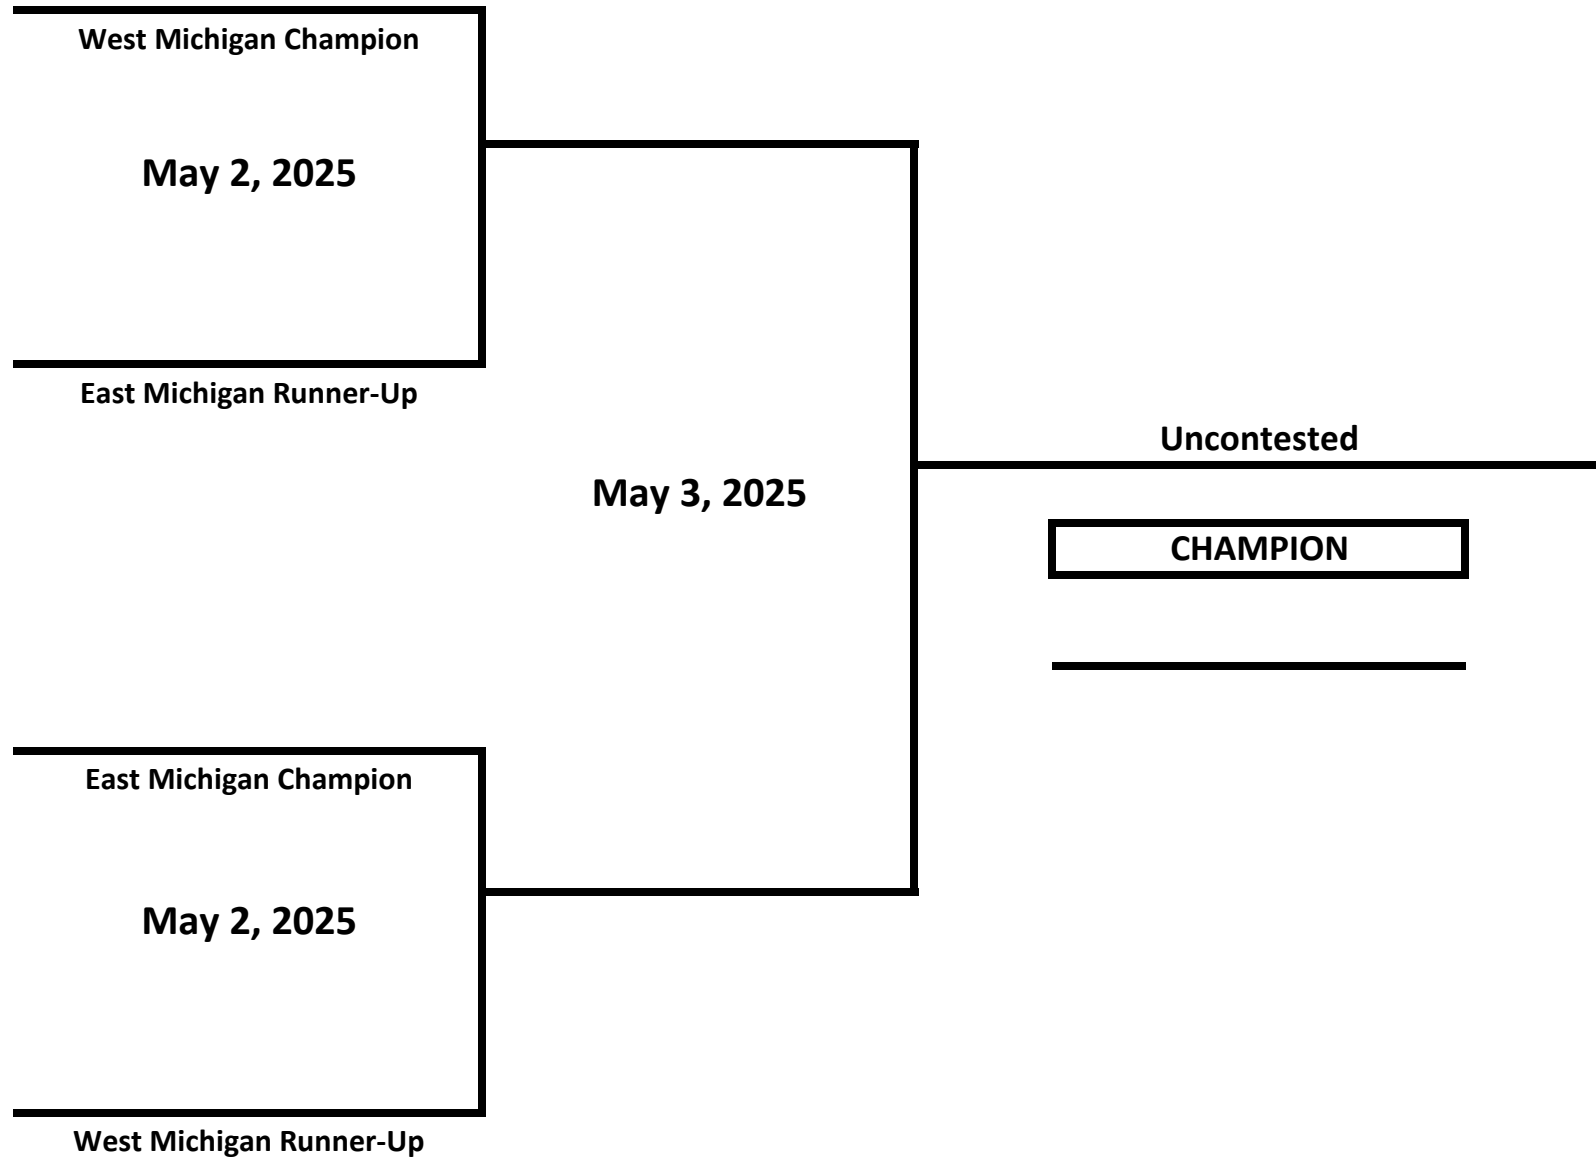 West Michigan Champion
May 2, 2025
East Michigan Runner-Up
Uncontested
May 3, 2025
CHAMPION
East Michigan Champion
May 2, 2025
West Michigan Runner-Up